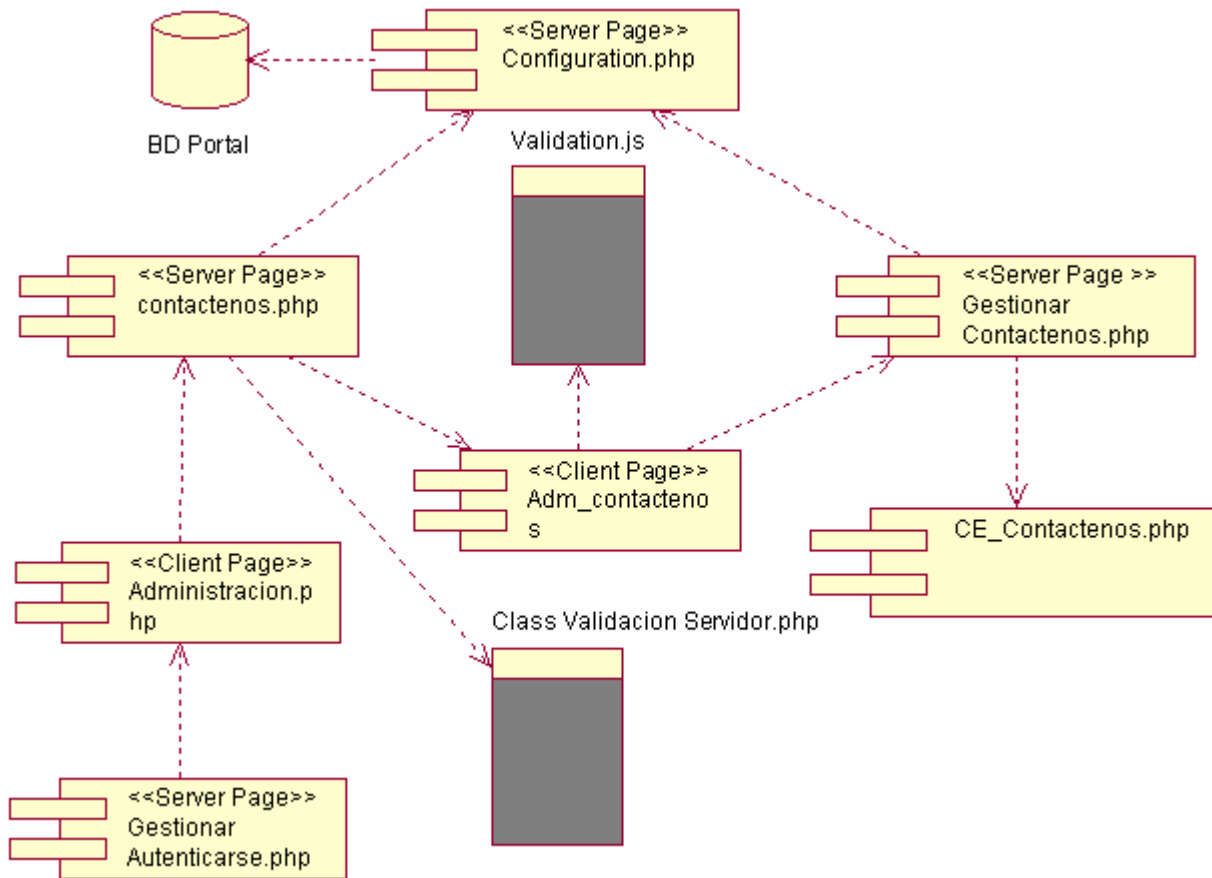 <<Server Page>>
Configuration.php
BD Portal
Validation.js
<<Server Page>>
contactenos.php
<<Server Page >>
Gestionar
Contactenos.php
<<Client Page>>
Adm_contacteno
s
CE_Contactenos.php
<<Client Page>>
Administracion.p
hp
Class Validacion Servidor.php
<<Server Page>>
Gestionar
Autenticarse.php